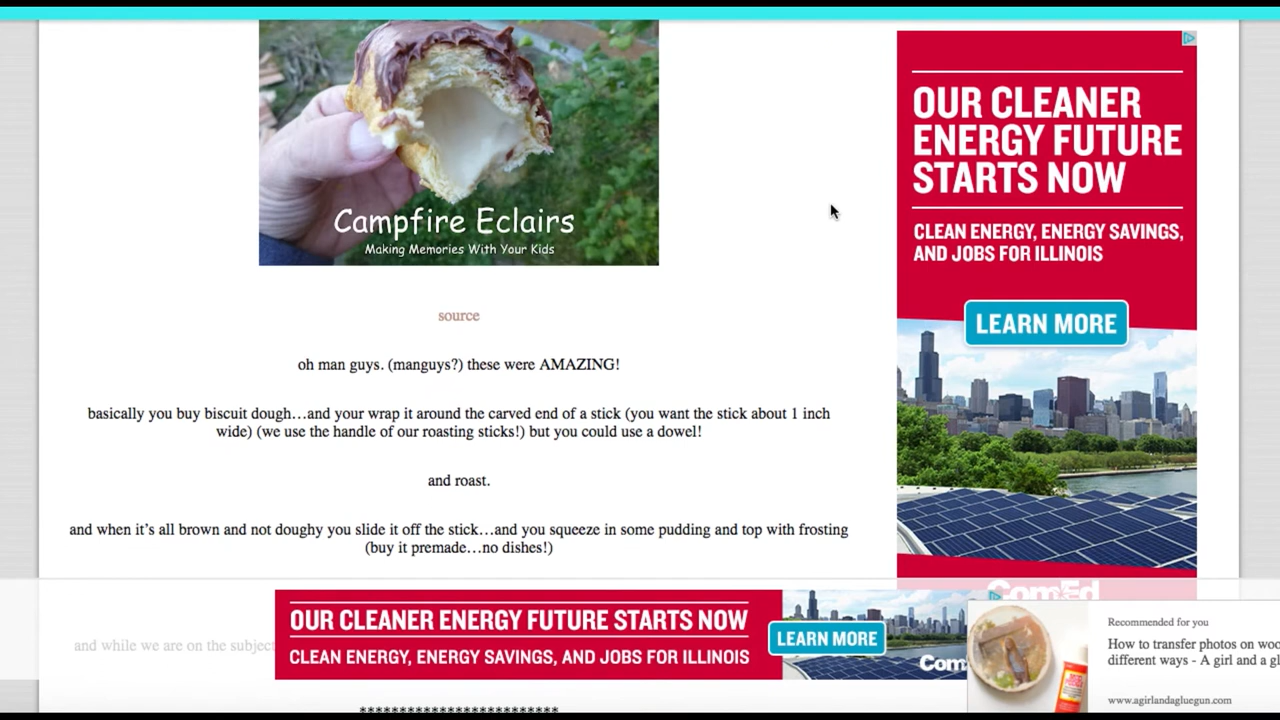 Campfire Eclairs
Making Memories With Your Kids
source
oh man guys. (manguys?) these were AMAZING!
basically you buy biscuit dough…and your wrap it around the carved end of a stick (you want the stick about 1 inch
wide) (we use the handle of our roasting sticks!) but you could use a dowel!
and roast.
and when it’s all brown and not doughy you slide it off the stick…and you squeeze in some pudding and top with frosting
(buy it premade…no dishes!)
and while we are on the subject
*************************
OUR CLEANER
ENERGY FUTURE
STARTS NOW
CLEAN ENERGY, ENERGY SAVINGS,
AND JOBS FOR ILLINOIS
LEARN MORE
ComEd
OUR CLEANER ENERGY FUTURE STARTS NOW
CLEAN ENERGY, ENERGY SAVINGS, AND JOBS FOR ILLINOIS
LEARN MORE
Com
Recommended for you
How to transfer photos on woo
different ways - A girl and a gl
www.agirlandagluegun.com